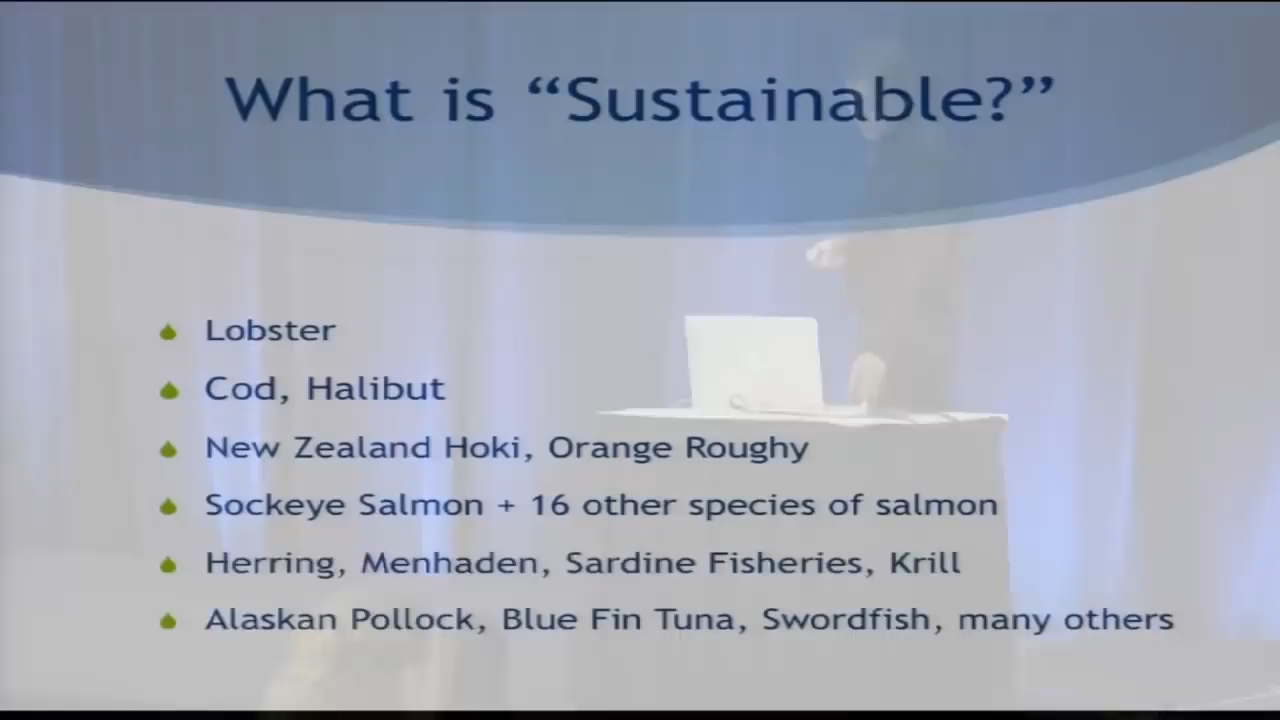 What is “Sustainable?”
Lobster
Cod, Halibut
New Zealand Hoki, Orange Roughy
Sockeye Salmon + 16 other species of salmon
Herring, Menhaden, Sardine Fisheries, Krill
Alaskan Pollock, Blue Fin Tuna, Swordfish, many others